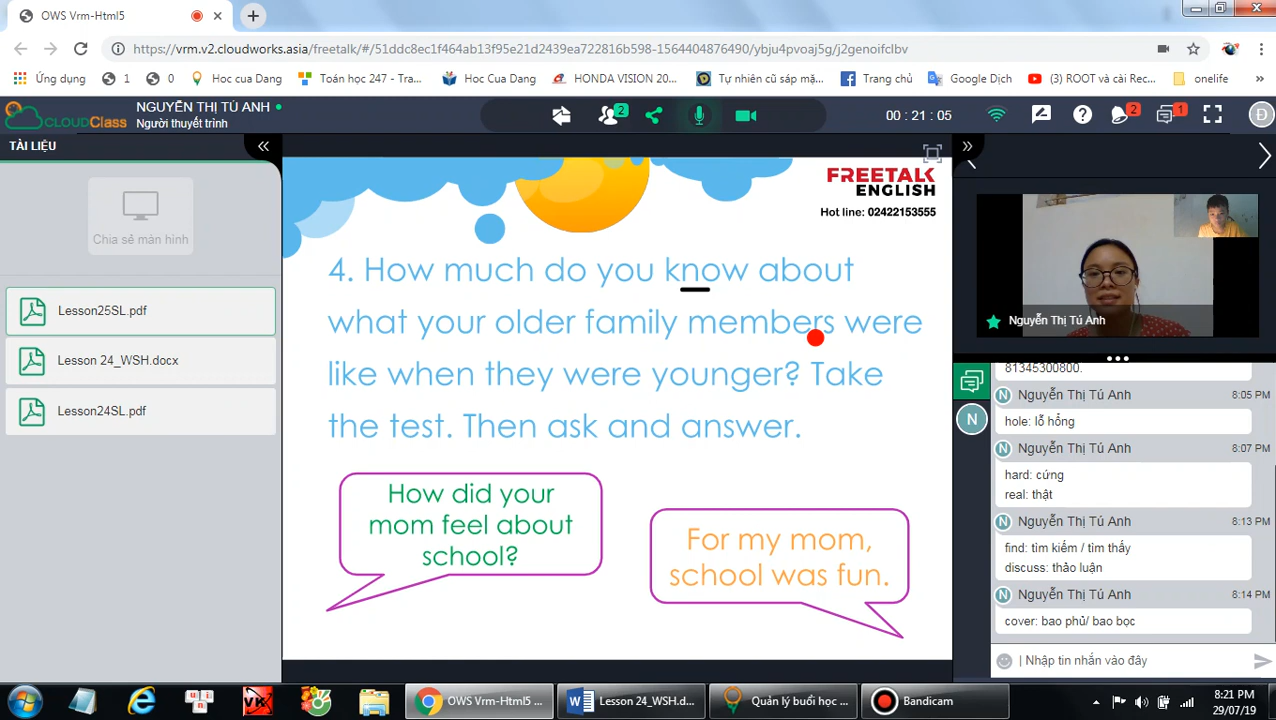 OWS Vrm-Html5
https://vrm.v2.cloudworks.asia/freetalk/#/51ddc8ec1f464ab13f95e21d2439ea722816b598-1564404876490/ybju4pvoaj5g/j2genoifclbv
Ứng dụng
1
0
Hoc cua Dang
Toán học 247 - Tra...
Học Cua Dang
HONDA VISION 20...
Tự nhiên cũ sáp mặ...
Trang chủ
Google Dịch
(3) ROOT và cài Rec...
onelife
»
CLOUDClass
NGUYỄN THỊ TÚ ANH
Người thuyết trình
2
00 : 21 : 05
2
1
Đ
TÀI LIỆU
Chia sẻ màn hình
Lesson25SL.pdf
Lesson 24_WSH.docx
Lesson24SL.pdf
FREETALK
ENGLISH
Hot line: 02422153555
4. How much do you know about
what your older family members were
like when they were younger? Take
the test. Then ask and answer.
How did your
mom feel about
school?
For my mom,
school was fun.
Nguyễn Thị Tú Anh
81345300800.
N Nguyễn Thị Tú Anh 8:05 PM
N
hole: lỗ hổng
N Nguyễn Thị Tú Anh 8:07 PM
hard: cứng
real: thật
N Nguyễn Thị Tú Anh 8:13 PM
find: tìm kiếm / tìm thấy
discuss: thảo luận
N Nguyễn Thị Tú Anh 8:14 PM
cover: bao phủ/ bao bọc
Nhập tin nhắn vào đây
OWS Vrm-Html5 ...
Lesson 24_WSH.d...
Quản lý buổi học ...
Bandicam
8:21 PM
29/07/19